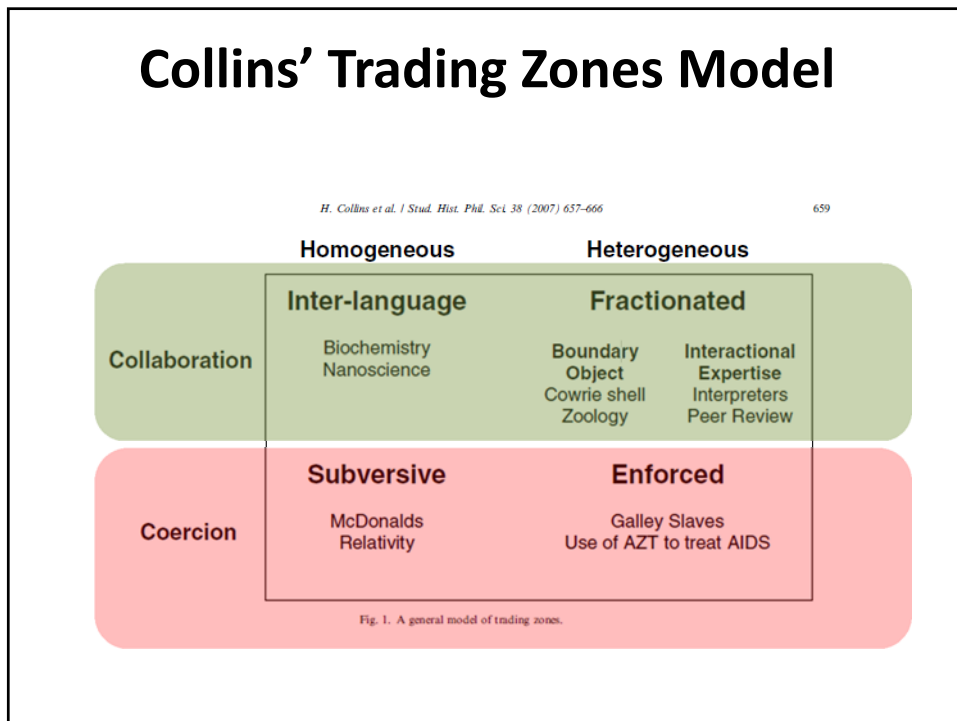 Collins’ Trading Zones Model
H. Collins et al. / Stud. Hist. Phil. Sci. 38 (2007) 657–666 659
Homogeneous Heterogeneous
Inter-language Fractionated
Collaboration
Biochemistry
Nanoscience
Boundary
Object
Cowrie shell
Zoology
Interactional
Expertise
Interpreters
Peer Review
Subversive Enforced
Coercion
McDonalds
Relativity
Galley Slaves
Use of AZT to treat AIDS
Fig. 1. A general model of trading zones.